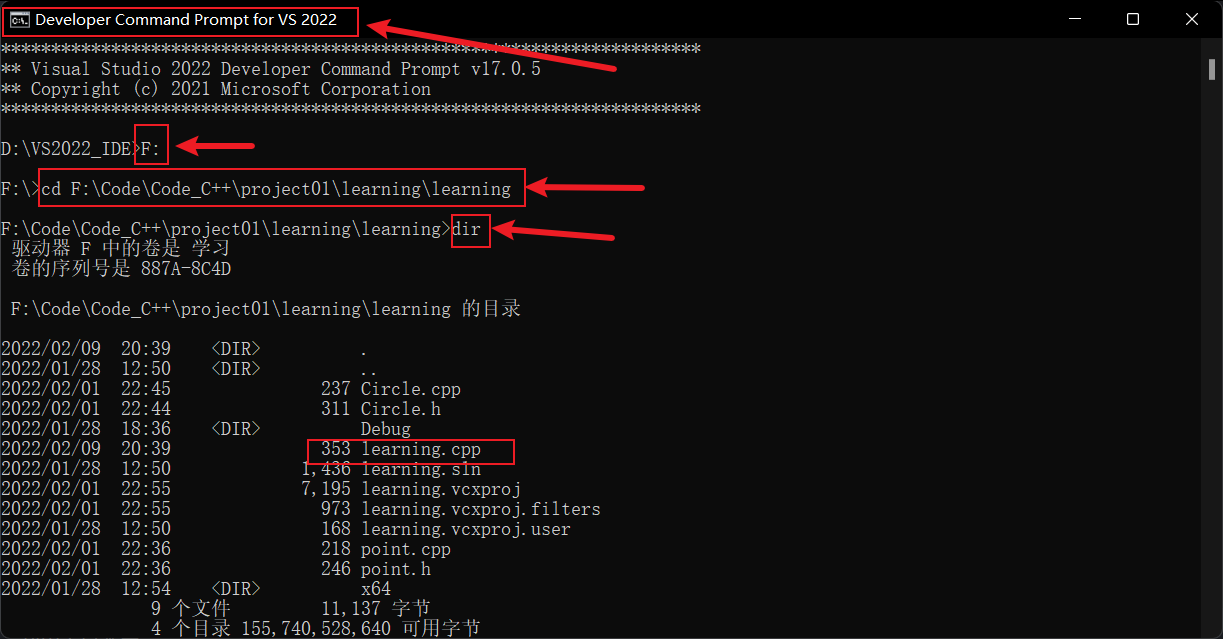 Developer Command Prompt for VS 2022
**********************************************************************
** Visual Studio 2022 Developer Command Prompt v17.0.5
** Copyright (c) 2021 Microsoft Corporation
**********************************************************************
D:\VS2022_IDE>F:
F:\>cd F:\Code\Code_C++\project01\learning\learning
F:\Code\Code_C++\project01\learning\learning>dir
驱动器 F 中的卷是 学习
卷的序列号是 887A-8C4D
F:\Code\Code_C++\project01\learning\learning 的目录
2022/02/09  20:39    <DIR>          .
2022/01/28  12:50    <DIR>          ..
2022/02/01  22:45               237 Circle.cpp
2022/02/01  22:44               311 Circle.h
2022/01/28  18:36    <DIR>          Debug
2022/02/09  20:39               353 learning.cpp
2022/01/28  12:50             1,436 learning.sln
2022/02/01  22:55             7,195 learning.vcxproj
2022/02/01  22:55               973 learning.vcxproj.filters
2022/01/28  12:50               168 learning.vcxproj.user
2022/02/01  22:36               218 point.cpp
2022/02/01  22:36               246 point.h
2022/01/28  12:54    <DIR>          x64
9 个文件         11,137 字节
4 个目录 155,740,528,640 可用字节